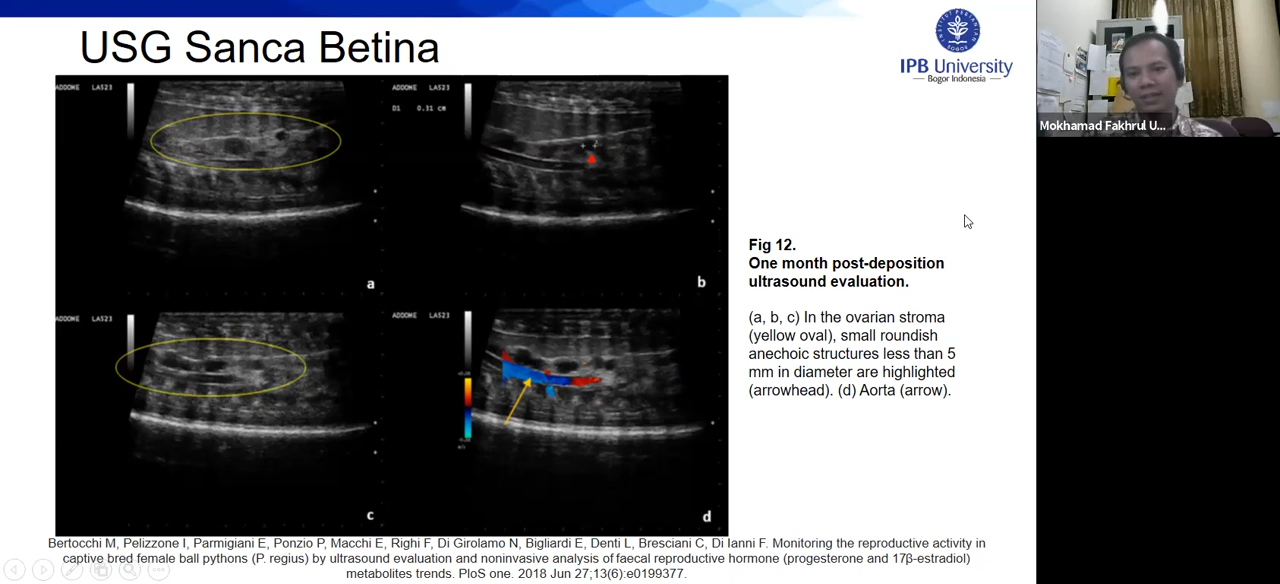 USG Sanca Betina
IPB University
Bogor Indonesia
Mokhamad Fakhrul U...
ADDOME LA523
ADDOME LA523
D1 0.31 cm
a
b
ADDOME LA523
ADDOME LA523
c
d
Fig 12.
One month post-deposition
ultrasound evaluation.
(a, b, c) In the ovarian stroma
(yellow oval), small roundish
anechoic structures less than 5
mm in diameter are highlighted
(arrowhead). (d) Aorta (arrow).
Bertocchi M, Pelizzone I, Parmigiani E, Ponzio P, Macchi E, Righi F, Di Girolamo N, Bigliardi E, Denti L, Bresciani C, Di Ianni F. Monitoring the reproductive activity in
captive bred female ball pythons (P. regius) by ultrasound evaluation and noninvasive analysis of faecal reproductive hormone (progesterone and 17β-estradiol)
metabolites trends. PloS one. 2018 Jun 27;13(6):e0199377.